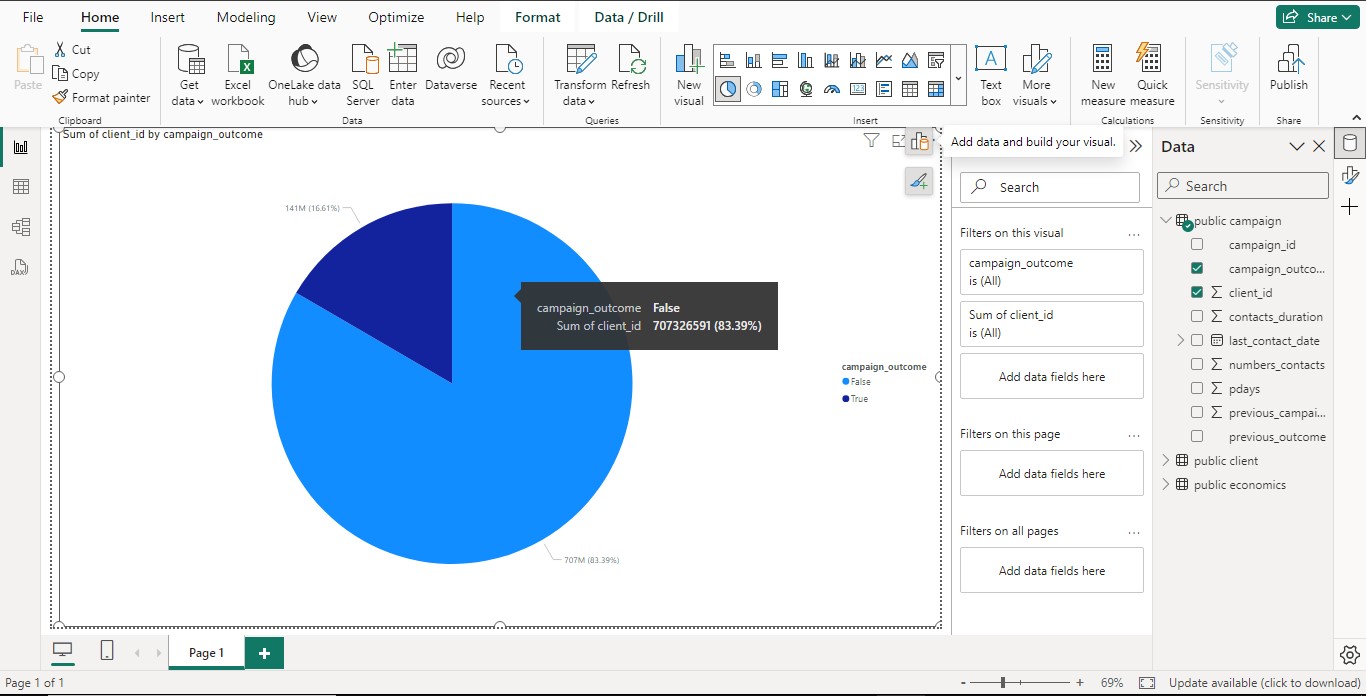 File Home Insert Modeling View Optimize Help Format Data / Drill Share
Paste
Cut
Copy
Format painter
Clipboard
Get data
Excel workbook
OneLake data hub
SQL Server
Enter data
Dataverse
Recent sources
Data
Transform data
Refresh
Queries
New visual
123
A
Text box
More visuals
Insert
New measure
Quick measure
Calculations
Sensitivity
Sensitivity
Publish
Share
DAX
Sum of client_id by campaign_outcome
141M (16.61%)
campaign_outcome False
Sum of client_id 707326591 (83.39%)
campaign_outcome
False
True
707M (83.39%)
Add data and build your visual.
Search
Filters on this visual ...
campaign_outcome
is (All)
Sum of client_id
is (All)
Add data fields here
Filters on this page ...
Add data fields here
Filters on all pages ...
Add data fields here
Data
Search
public campaign
campaign_id
campaign_outco...
client_id
contacts_duration
last_contact_date
numbers_contacts
pdays
previous_campai...
previous_outcome
public client
public economics
Page 1
Page 1 of 1
- + 69% Update available (click to download)